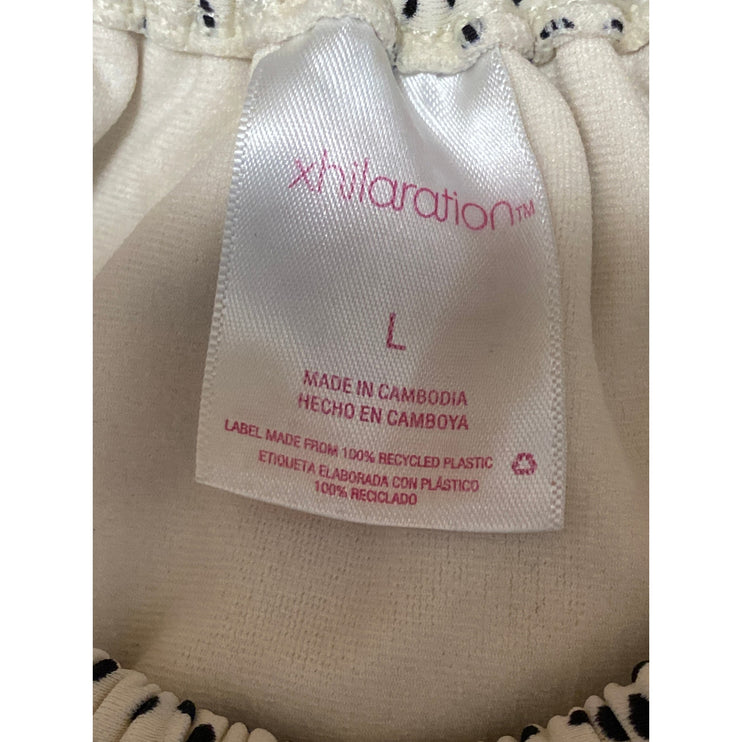 xhilaration™
L
MADE IN CAMBODIA
HECHO EN CAMBOYA
LABEL MADE FROM 100% RECYCLED PLASTIC
ETIQUETA ELABORADA CON PLÁSTICO
100% RECICLADO